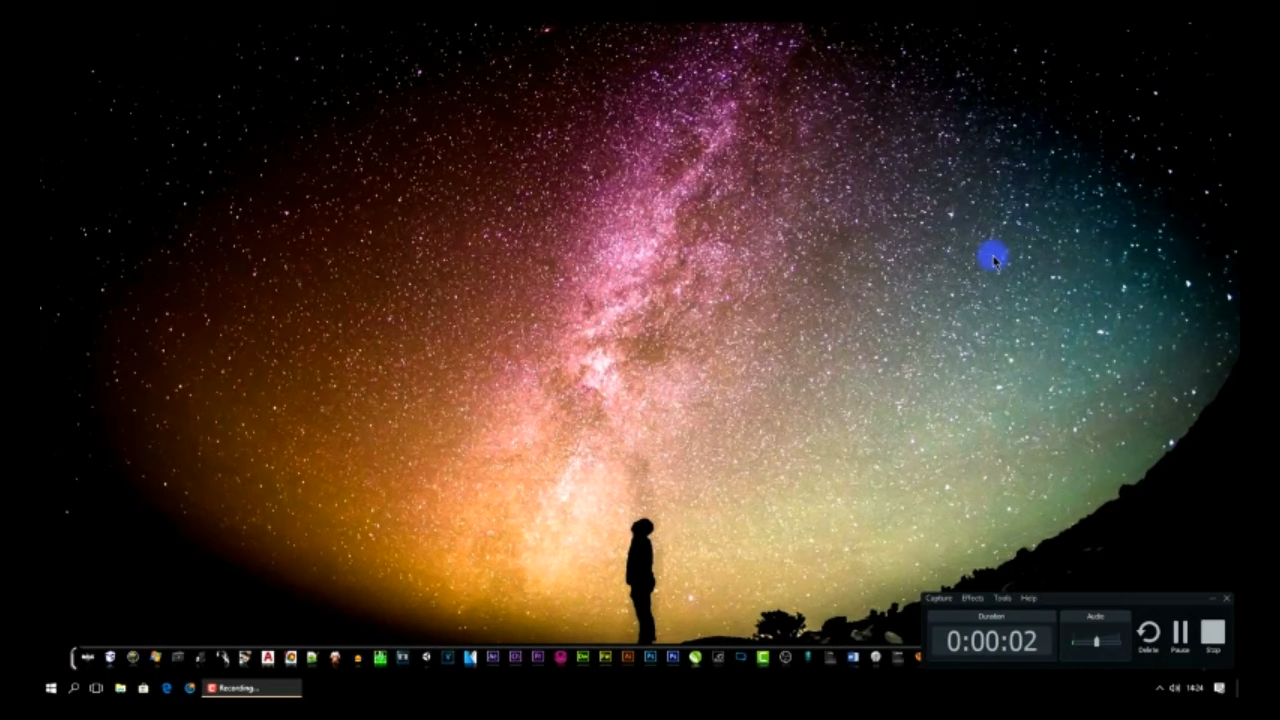 Capture Effects Tools Help
Duration Audio
0:00:02
Delete Pause Stop
Recording...
14:24